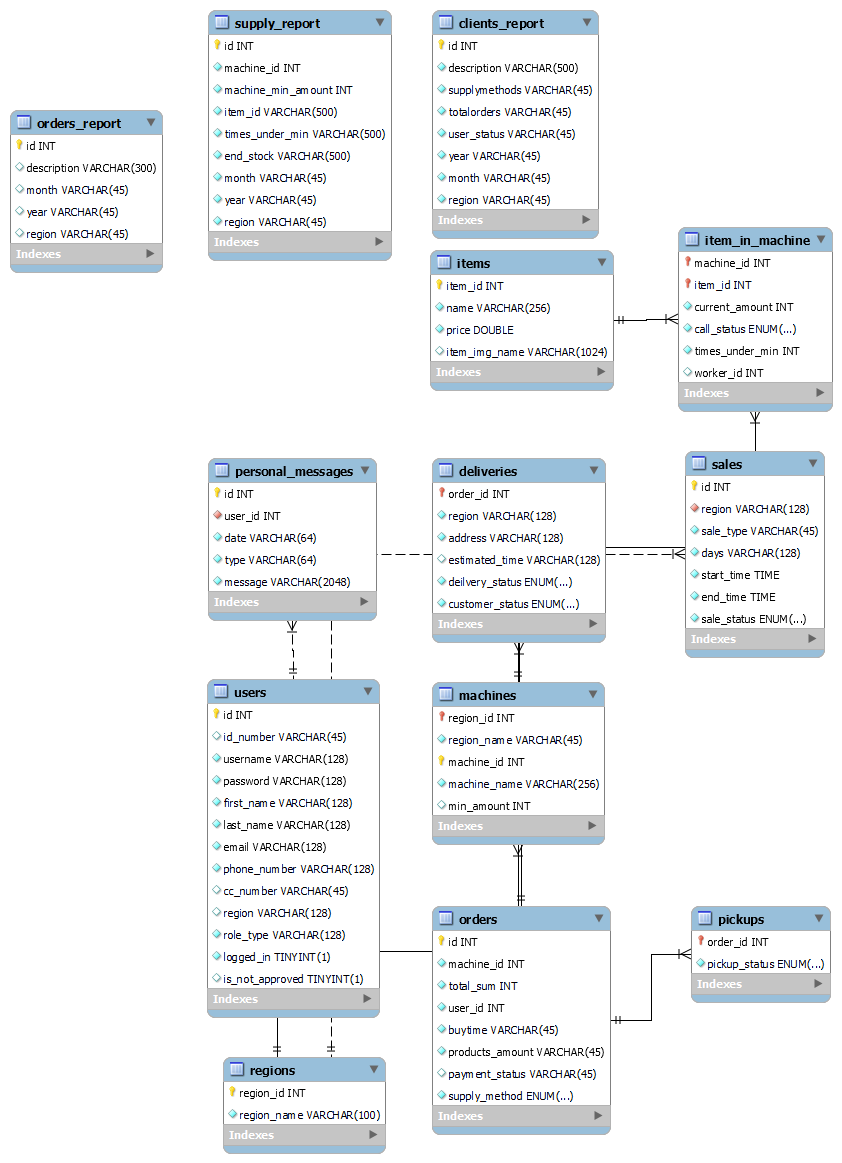 supply_report
id INT
machine_id INT
machine_min_amount INT
item_id VARCHAR(500)
times_under_min VARCHAR(500)
end_stock VARCHAR(500)
month VARCHAR(45)
year VARCHAR(45)
region VARCHAR(45)
Indexes
clients_report
id INT
description VARCHAR(500)
supplymethods VARCHAR(45)
totalorders VARCHAR(45)
user_status VARCHAR(45)
year VARCHAR(45)
month VARCHAR(45)
region VARCHAR(45)
Indexes
orders_report
id INT
description VARCHAR(300)
month VARCHAR(45)
year VARCHAR(45)
region VARCHAR(45)
Indexes
items
item_id INT
name VARCHAR(256)
price DOUBLE
item_img_name VARCHAR(1024)
Indexes
item_in_machine
machine_id INT
item_id INT
current_amount INT
call_status ENUM(...)
times_under_min INT
worker_id INT
Indexes
personal_messages
id INT
user_id INT
date VARCHAR(64)
type VARCHAR(64)
message VARCHAR(2048)
Indexes
deliveries
order_id INT
region VARCHAR(128)
address VARCHAR(128)
estimated_time VARCHAR(128)
deilvery_status ENUM(...)
customer_status ENUM(...)
Indexes
sales
id INT
region VARCHAR(128)
sale_type VARCHAR(45)
days VARCHAR(128)
start_time TIME
end_time TIME
sale_status ENUM(...)
Indexes
users
id INT
id_number VARCHAR(45)
username VARCHAR(128)
password VARCHAR(128)
first_name VARCHAR(128)
last_name VARCHAR(128)
email VARCHAR(128)
phone_number VARCHAR(128)
cc_number VARCHAR(45)
region VARCHAR(128)
role_type VARCHAR(128)
logged_in TINYINT(1)
is_not_approved TINYINT(1)
Indexes
machines
region_id INT
region_name VARCHAR(45)
machine_id INT
machine_name VARCHAR(256)
min_amount INT
Indexes
orders
id INT
machine_id INT
total_sum INT
user_id INT
buytime VARCHAR(45)
products_amount VARCHAR(45)
payment_status VARCHAR(45)
supply_method ENUM(...)
Indexes
pickups
order_id INT
pickup_status ENUM(...)
Indexes
regions
region_id INT
region_name VARCHAR(100)
Indexes